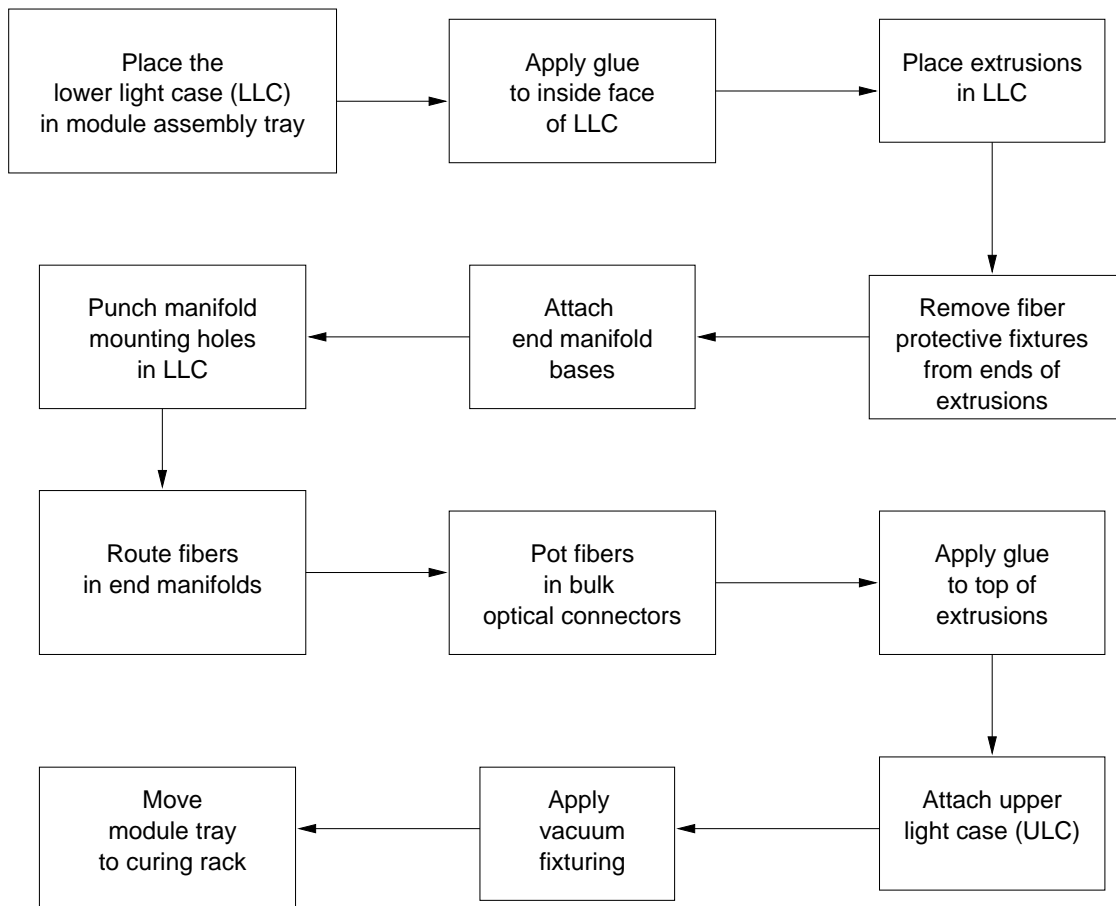 Place the
lower light case (LLC)
in module assembly tray
Apply glue
to inside face
of LLC
Place extrusions
in LLC
Remove fiber
protective fixtures
from ends of
extrusions
Attach
end manifold
bases
Punch manifold
mounting holes
in LLC
Route fibers
in end manifolds
Pot fibers
in bulk
optical connectors
Apply glue
to top of
extrusions
Attach upper
light case (ULC)
Apply
vacuum
fixturing
Move
module tray
to curing rack